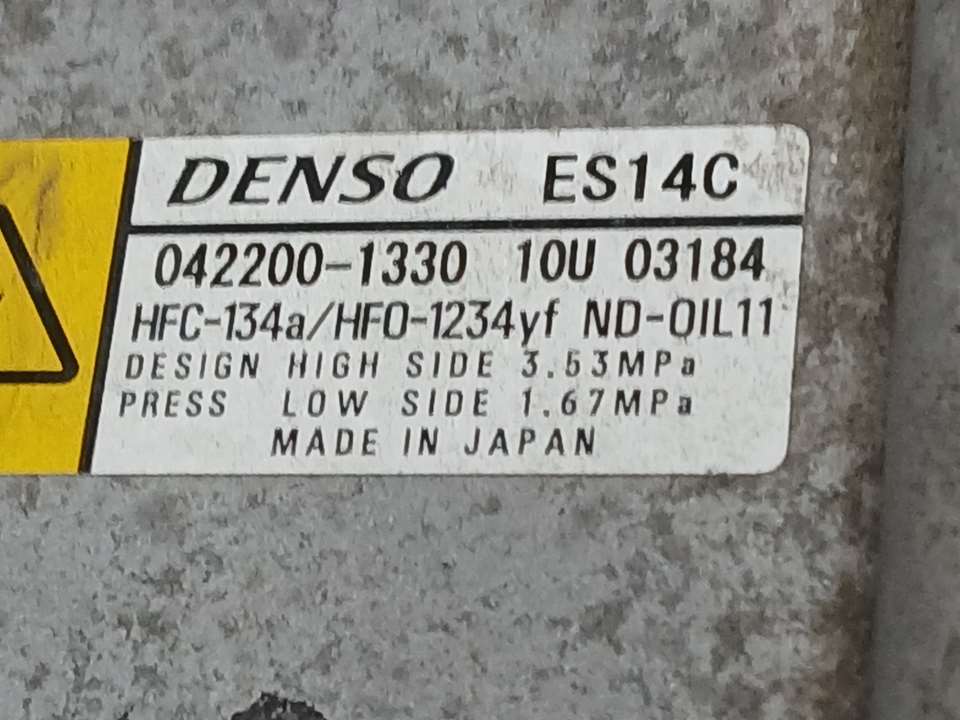 DENSO ES14C
042200-1330 10U 03184
HFC-134a/HFO-1234yf ND-OIL11
DESIGN HIGH SIDE 3.53MPa
PRESS LOW SIDE 1.67MPa
MADE IN JAPAN